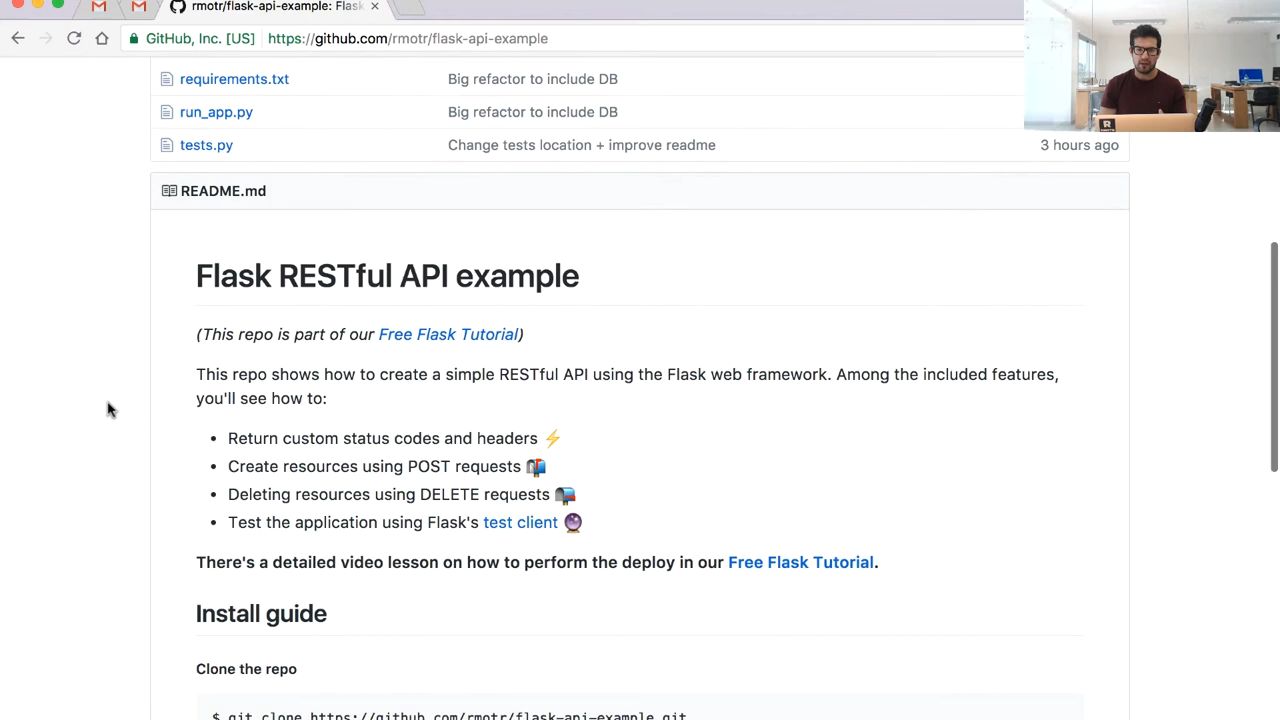 rmotr/flask-api-example: Flask
GitHub, Inc. [US] https://github.com/rmotr/flask-api-example
requirements.txt Big refactor to include DB
run_app.py Big refactor to include DB
tests.py Change tests location + improve readme 3 hours ago
README.md
Flask RESTful API example
(This repo is part of our Free Flask Tutorial)
This repo shows how to create a simple RESTful API using the Flask web framework. Among the included features,
you'll see how to:
• Return custom status codes and headers ⚡
• Create resources using POST requests 📬
• Deleting resources using DELETE requests 📭
• Test the application using Flask's test client 🔮
There's a detailed video lesson on how to perform the deploy in our Free Flask Tutorial.
Install guide
Clone the repo
$ git clone https://github.com/rmotr/flask-api-example.git